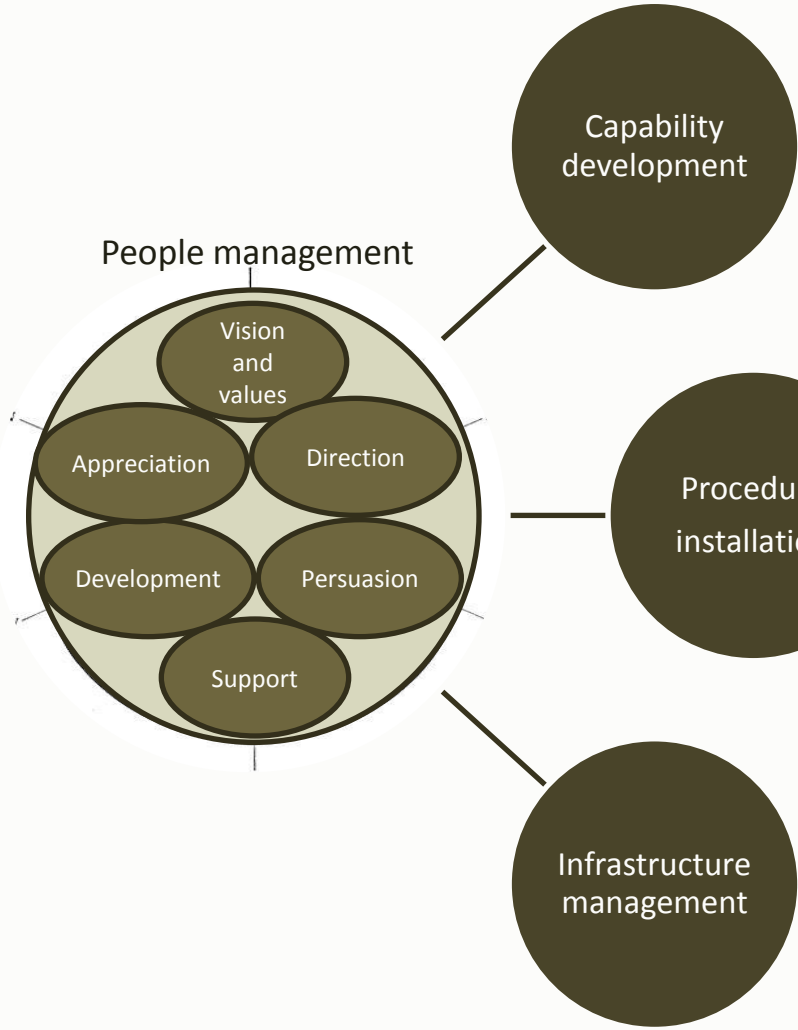 Capability
development
People management
Vision
and
values
Appreciation
Direction
Development
Persuasion
Support
Infrastructure
management